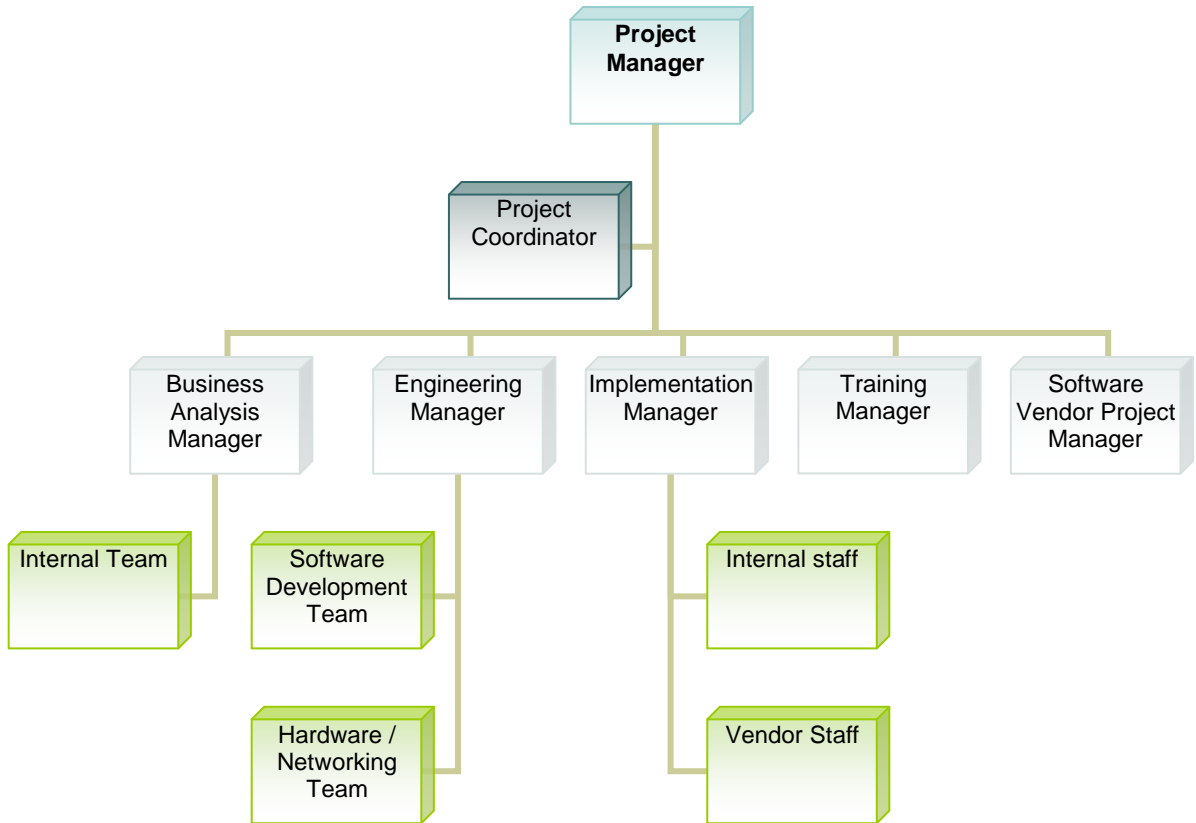 Project
Manager
Project
Coordinator
Business
Analysis
Manager
Engineering
Manager
Implementation
Manager
Training
Manager
Software
Vendor Project
Manager
Internal Team
Software
Development
Team
Internal staff
Hardware /
Networking
Team
Vendor Staff